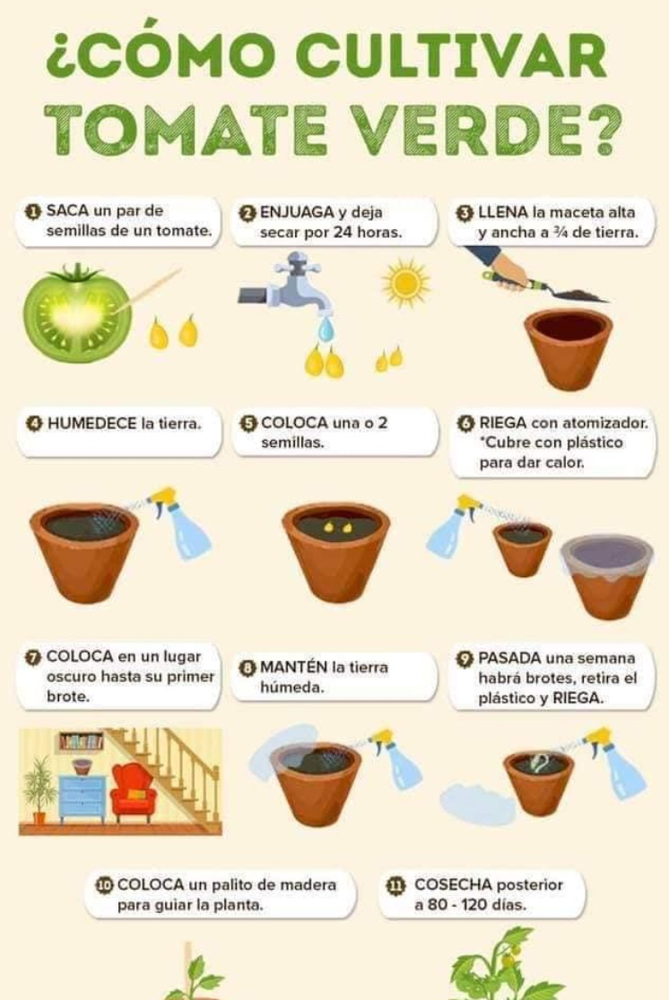 ¿CÓMO CULTIVAR
TOMATE VERDE?
1 SACA un par de
semillas de un tomate.
2 ENJUAGA y deja
secar por 24 horas.
3 LLENA la maceta alta
y ancha a ¾ de tierra.
4 HUMEDECE la tierra.
5 COLOCA una o 2
semillas.
6 RIEGA con atomizador.
*Cubre con plástico
para dar calor.
7 COLOCA en un lugar
oscuro hasta su primer
brote.
8 MANTÉN la tierra
húmeda.
9 PASADA una semana
habrá brotes, retira el
plástico y RIEGA.
10 COLOCA un palito de madera
para guiar la planta.
11 COSECHA posterior
a 80 - 120 días.